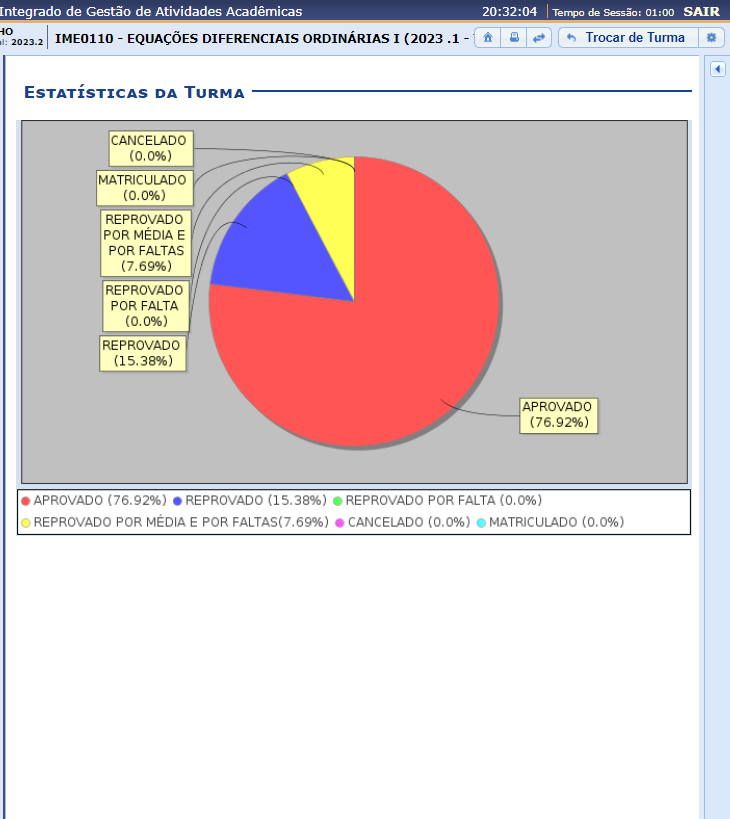 Integrado de Gestão de Atividades Acadêmicas 20:32:04 Tempo de Sessão: 01:00 SAIR
HO
el: 2023.2
IME0110 - EQUAÇÕES DIFERENCIAIS ORDINÁRIAS I (2023 .1 -
Trocar de Turma
ESTATÍSTICAS DA TURMA
CANCELADO
(0.0%)
MATRICULADO
(0.0%)
REPROVADO
POR MÉDIA E
POR FALTAS
(7.69%)
REPROVADO
POR FALTA
(0.0%)
REPROVADO
(15.38%)
APROVADO
(76.92%)
APROVADO (76.92%) REPROVADO (15.38%) REPROVADO POR FALTA (0.0%)
REPROVADO POR MÉDIA E POR FALTAS(7.69%) CANCELADO (0.0%) MATRICULADO (0.0%)